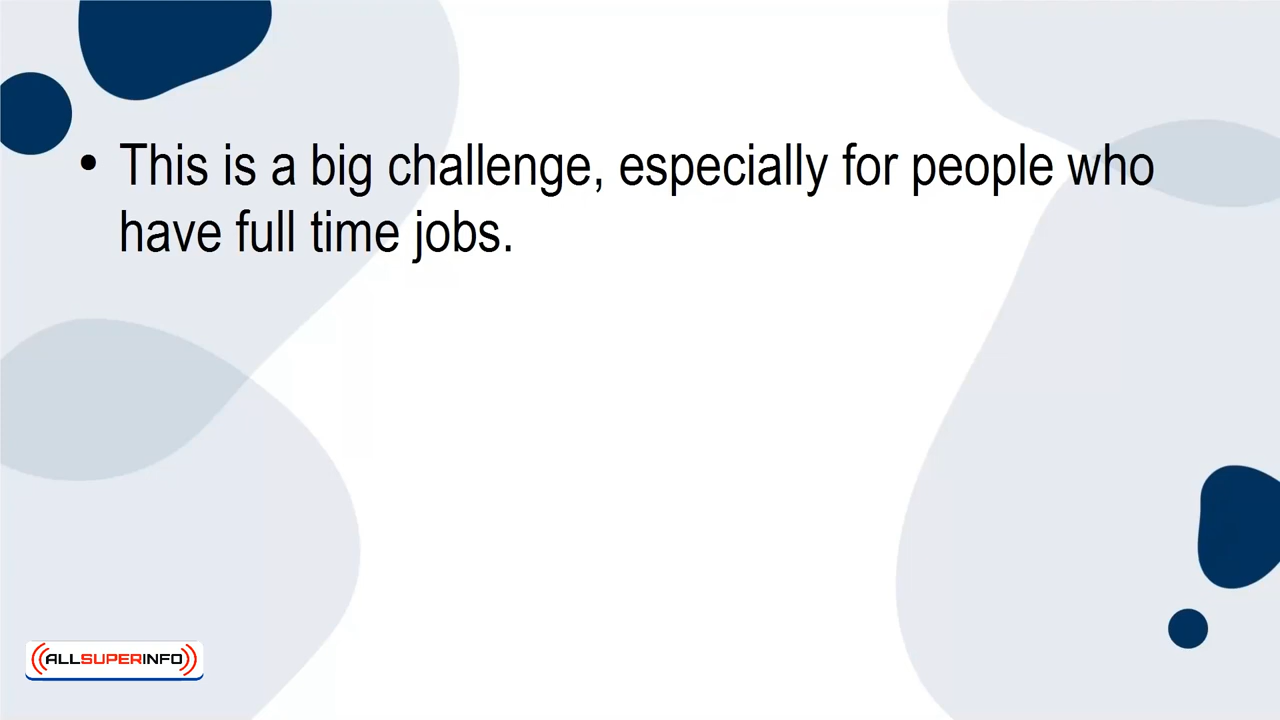 • This is a big challenge, especially for people who
have full time jobs.
ALLSUPERINFO